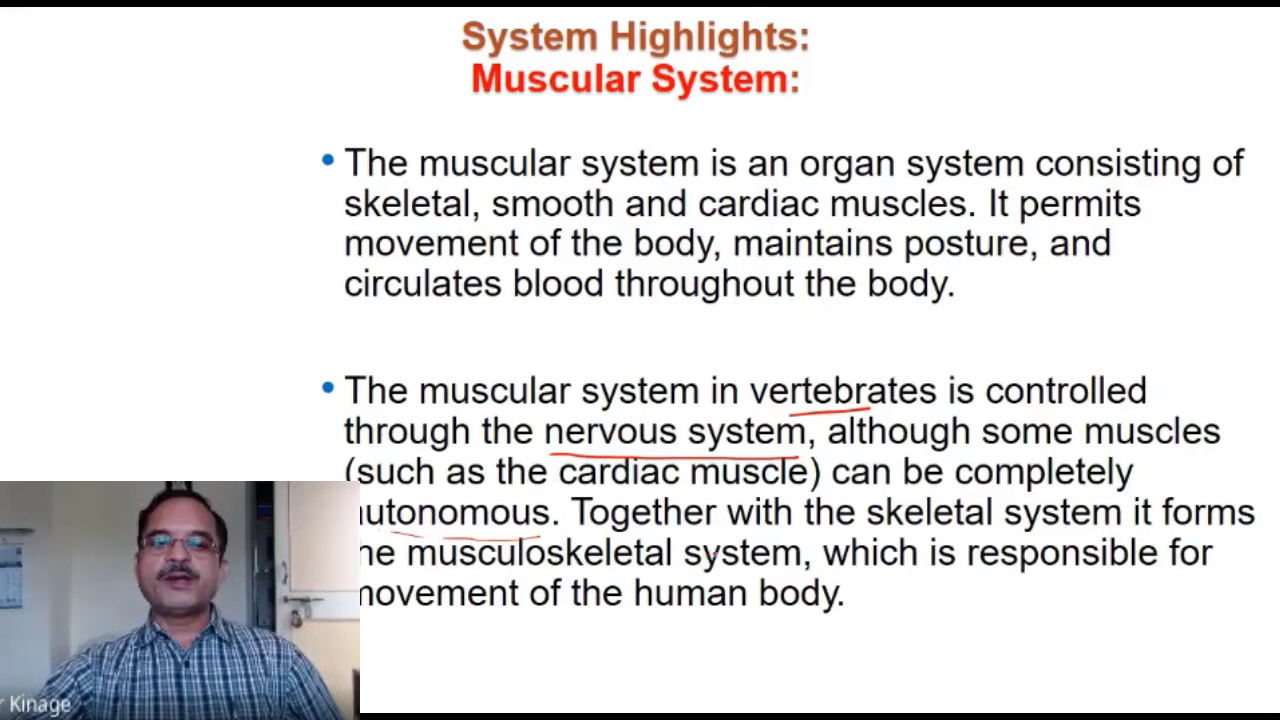 System Highlights:
Muscular System:
• The muscular system is an organ system consisting of
skeletal, smooth and cardiac muscles. It permits
movement of the body, maintains posture, and
circulates blood throughout the body.
• The muscular system in vertebrates is controlled
through the nervous system, although some muscles
(such as the cardiac muscle) can be completely
autonomous. Together with the skeletal system it forms
he musculoskeletal system, which is responsible for
movement of the human body.
r Kinage